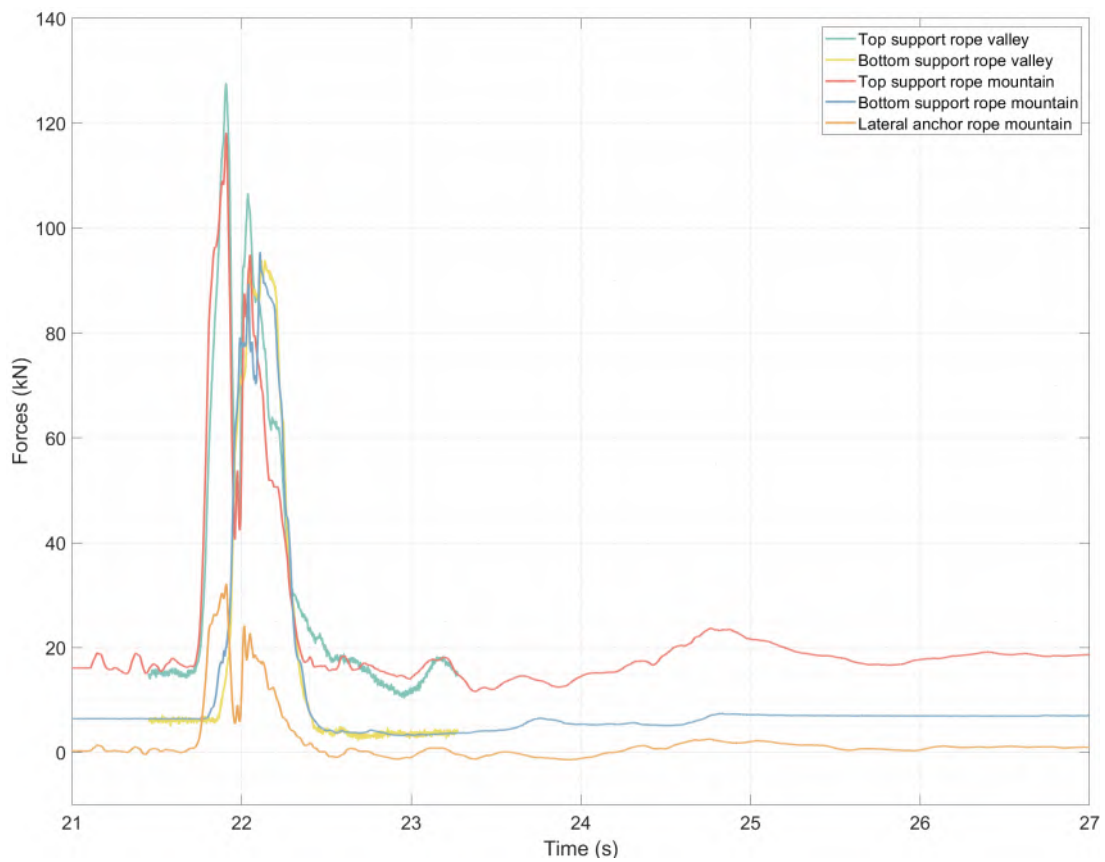 140
120
100
80
60
40
20
0
Forces (kN)
Top support rope valley
Bottom support rope valley
Top support rope mountain
Bottom support rope mountain
Lateral anchor rope mountain
21 22 23 24 25 26 27
Time (s)